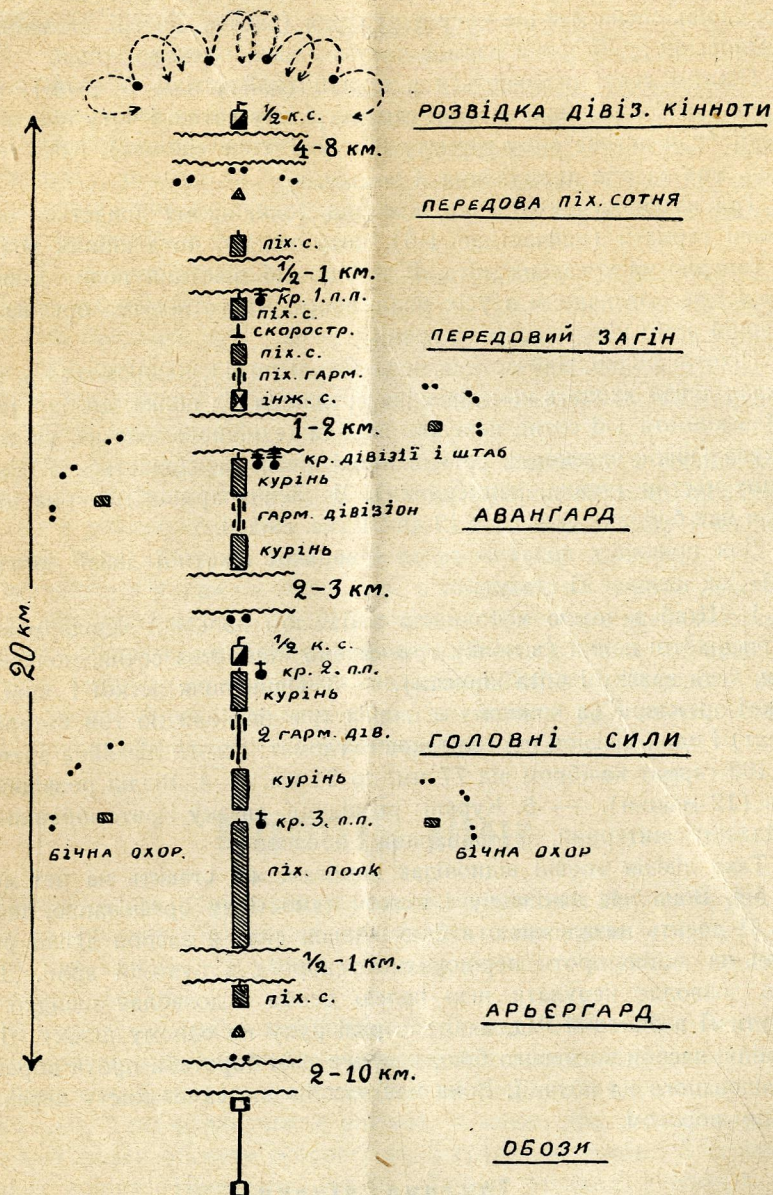 ½ к.с.
РОЗВІДКА ДІВІЗ. КІННОТИ
4-8 км.
ПЕРЕДОВА ПІХ. СОТНЯ
піх. с.
½-1 км.
кр. 1. п.п.
піх. с.
скоростр.
ПЕРЕДОВИЙ ЗАГІН
піх. с.
піх. гарм.
інж. с.
1-2 км.
кр. дівізії і штаб
курінь
гарм. дівізіон
АВАНҐАРД
курінь
2-3 км.
20 км.
½ к. с.
кр. 2. п.п.
курінь
2 гарм. дів.
ГОЛОВНІ СИЛИ
курінь
кр. 3. п.п.
БІЧНА ОХОР.
БІЧНА ОХОР
піх. полк
½-1 км.
піх. с.
АРЬЄРҐАРД
2-10 км.
ОБОЗИ